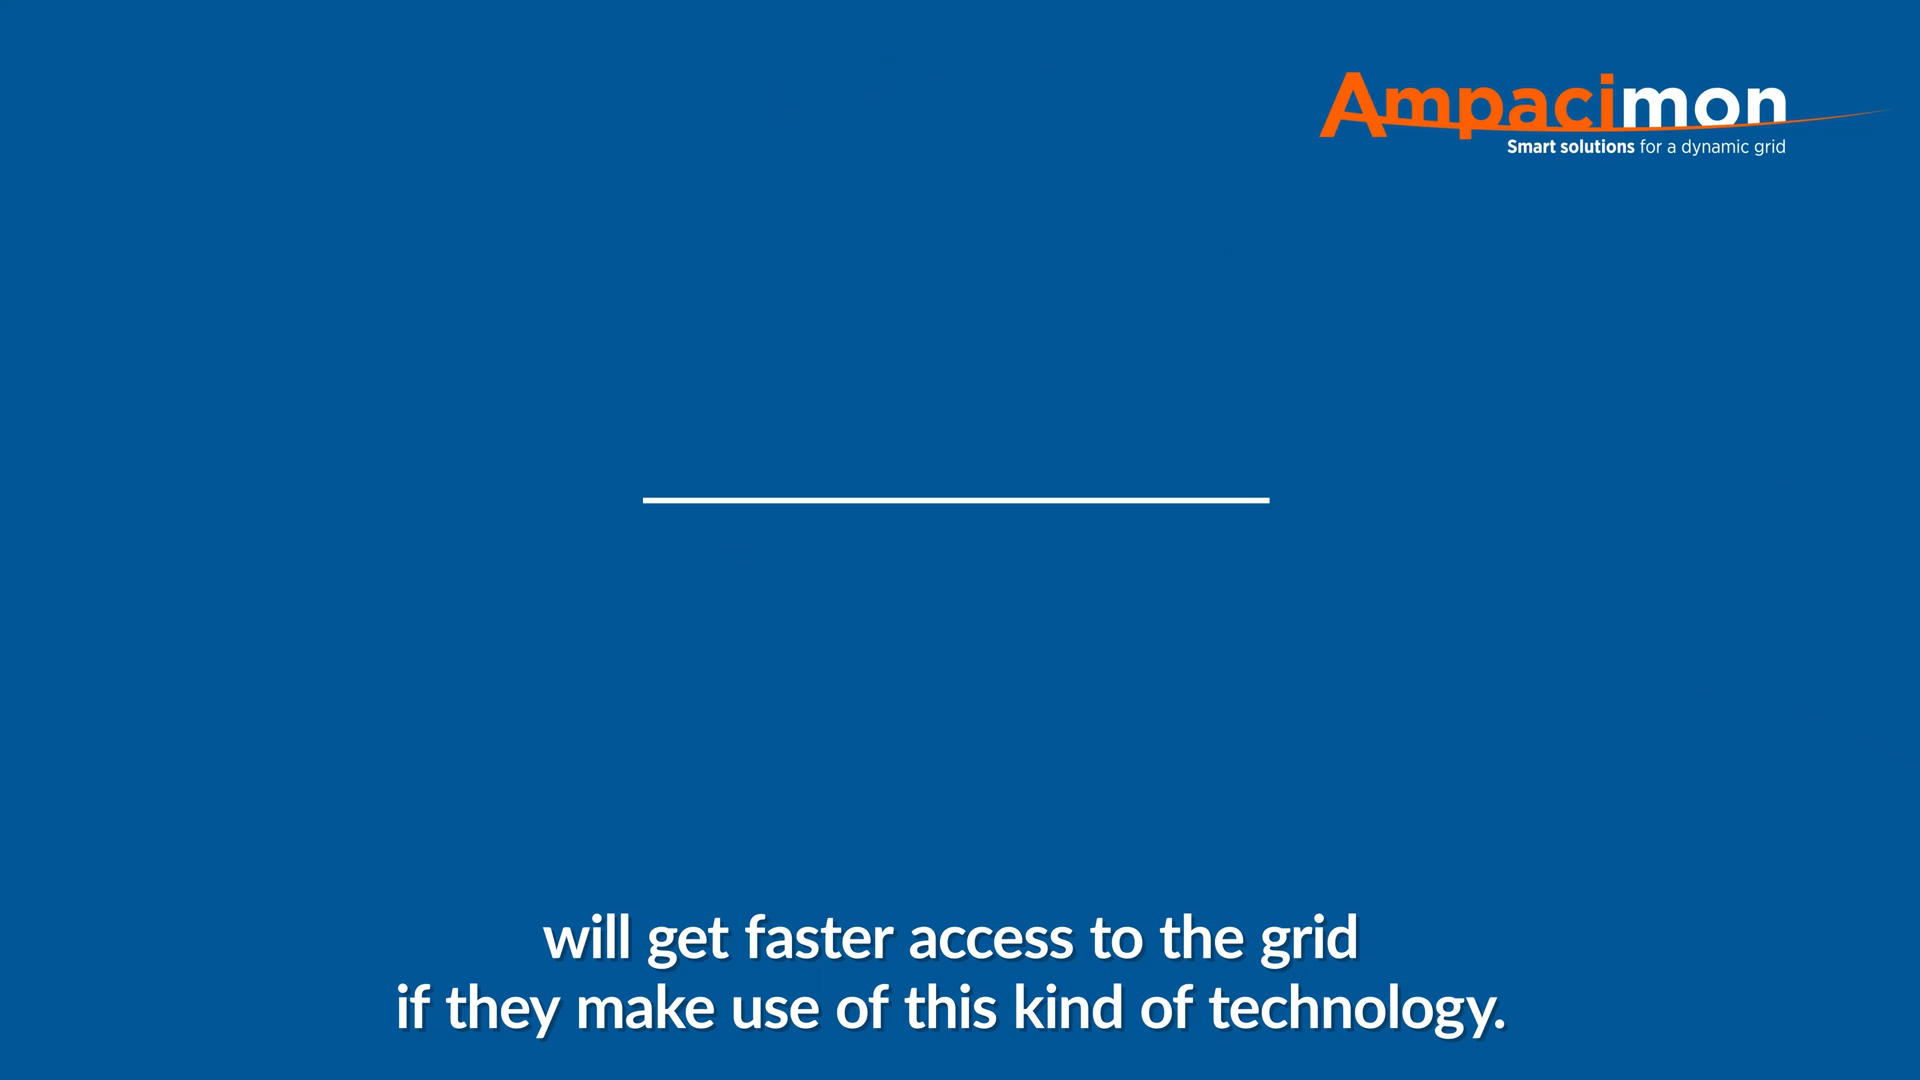 Ampacimon
Smart solutions for a dynamic grid
will get faster access to the grid
if they make use of this kind of technology.